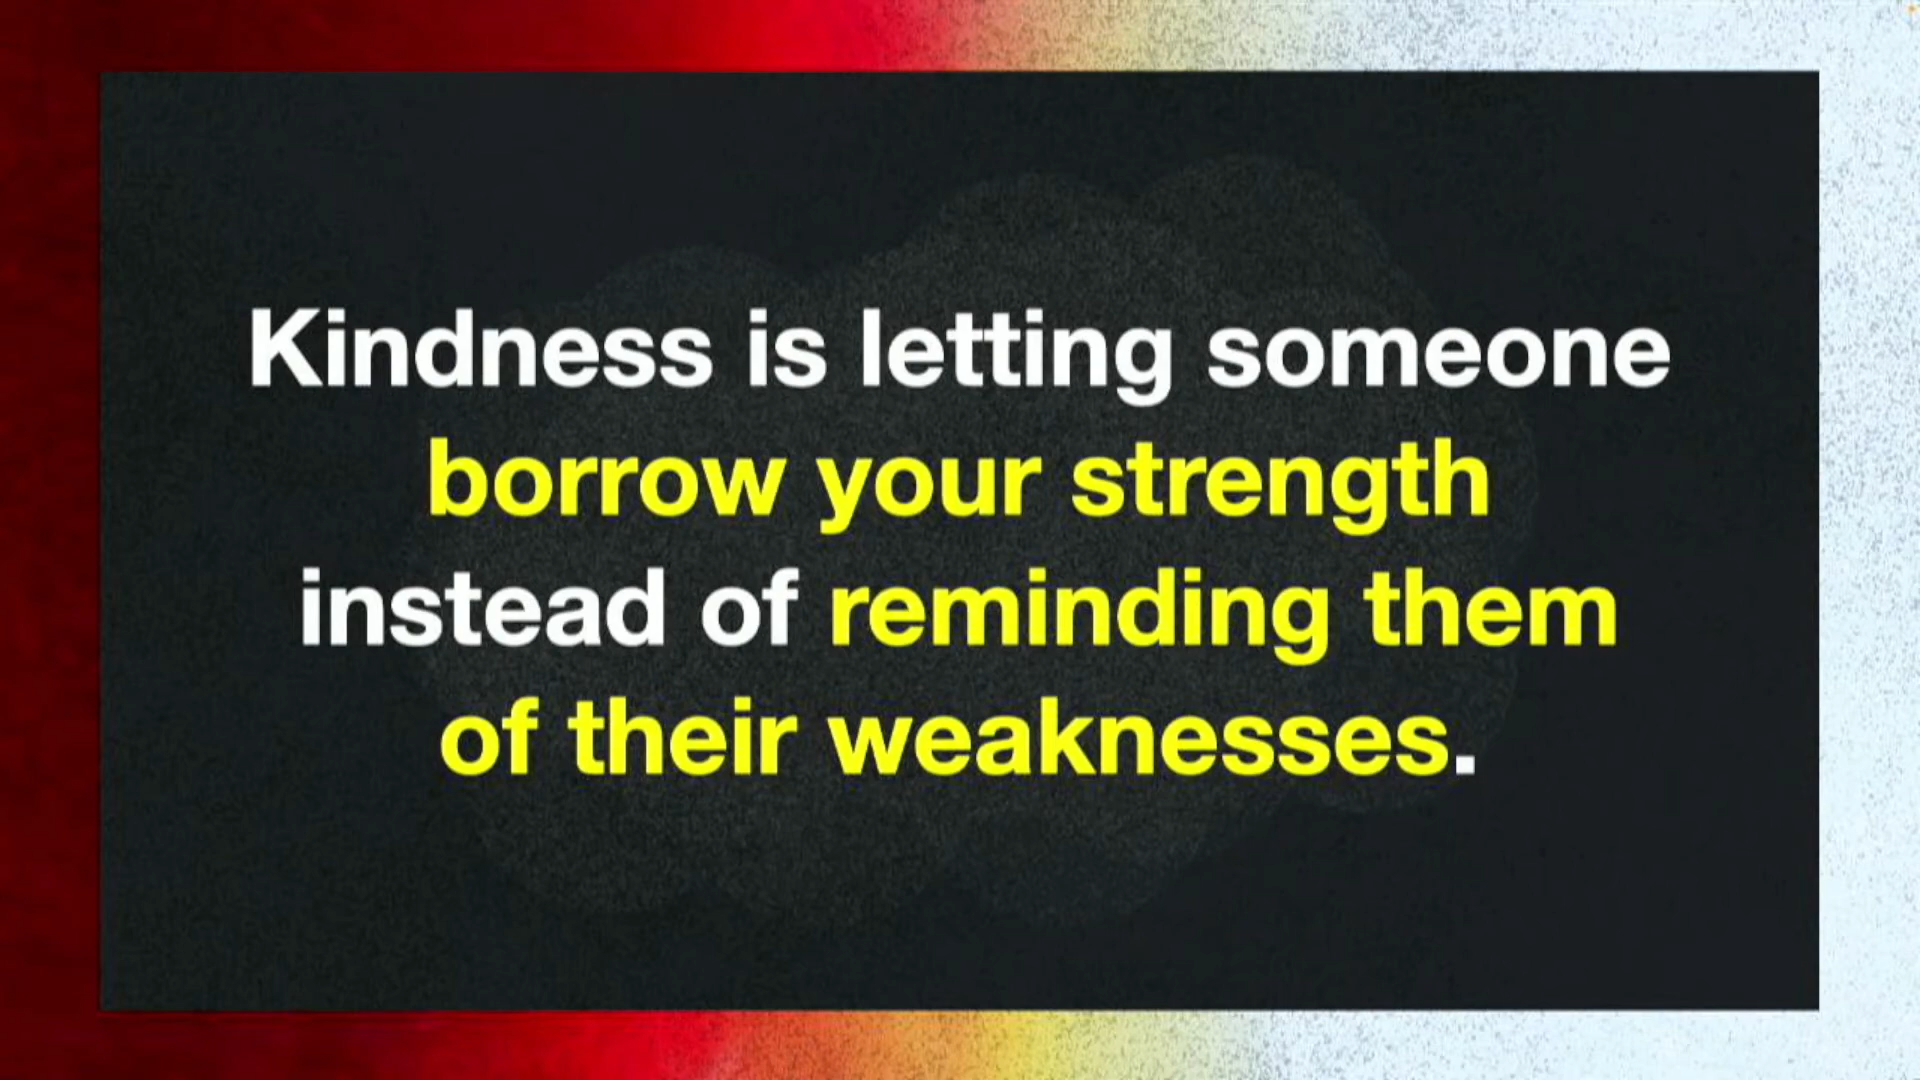 Kindness is letting someone
borrow your strength
instead of reminding them
of their weaknesses.